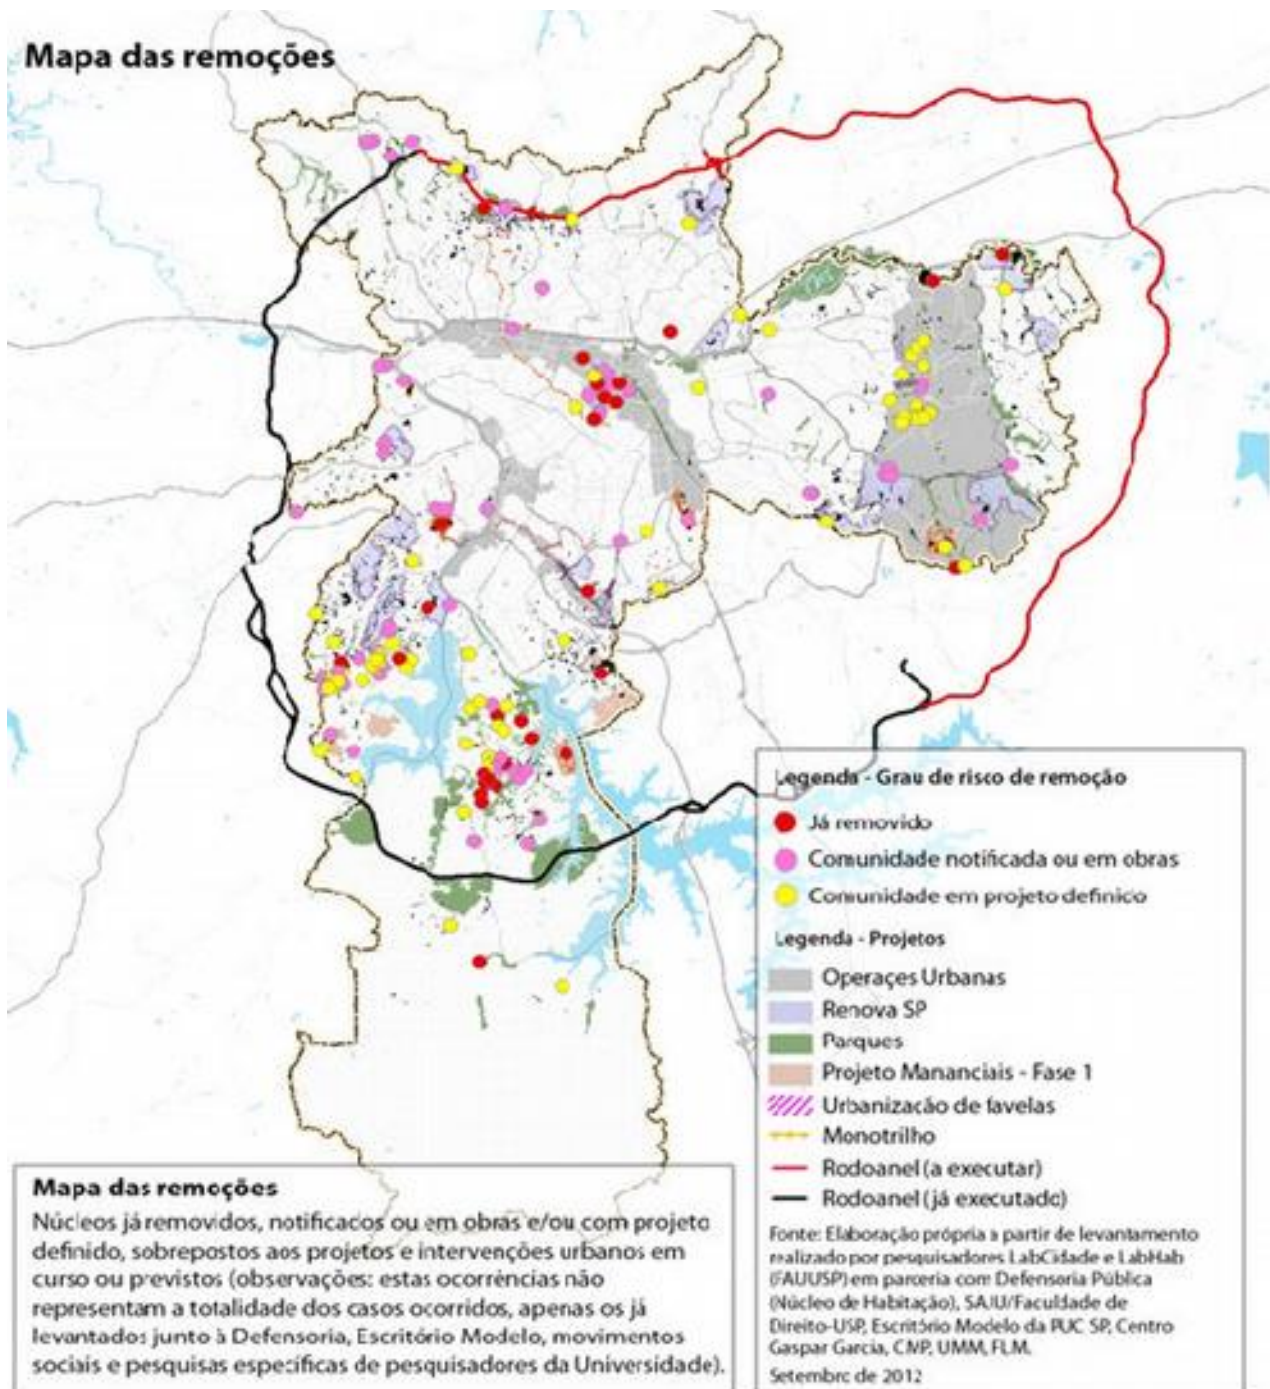 Mapa das remoções
Legenda - Grau de risco de remoção
Já removido
Comunidade notificada ou em obras
Comunidade em projeto definico
Legenda - Projetos
Operaçes Urbanas
Renova SP
Parques
Projeto Mananciais - Fase 1
Urbanização de favelas
Monotrilho
Rodoanel (a executar)
Rodoanel (já executado)
Fonte: Elaboração própria a partir de levantamento
realizado por pesquisadores LabCidade e LabHab
(FAUUSP) em parceria com Defensoria Pública
(Núcleo de Habitação), SAJU/Faculdade de
Direito-USP, Escritório Modelo da PUC SP, Centro
Gaspar Garcia, CMP, UMM, FLM.
Setembro de 2012
Mapa das remoções
Núcleos já removidos, notificados ou em obras e/ou com projeto
definido, sobrepostos aos projetos e intervenções urbanos em
curso ou previstos (observações: estas ocorrências não
representam a totalidade dos casos ocorridos, apenas os já
levantados junto à Defensoria, Escritório Modelo, movimentos
sociais e pesquisas específicas de pesquisadores da Universidade).